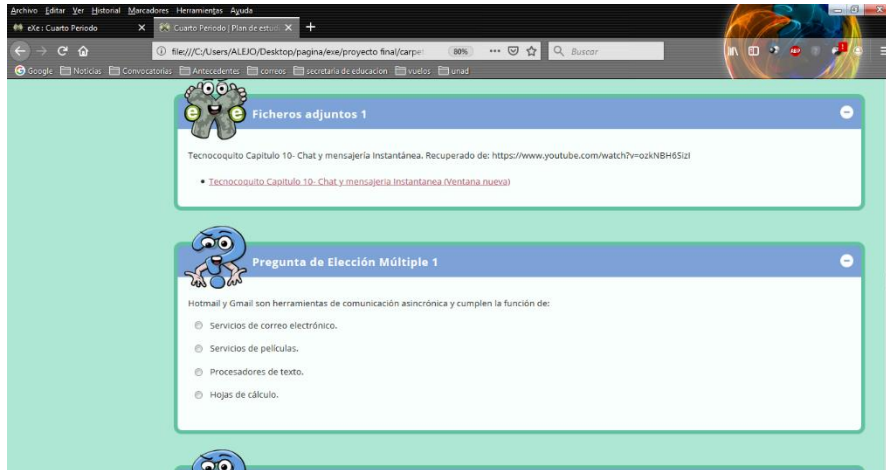 Archivo Editar Ver Historial Marcadores Herramientas Ayuda
eXe : Cuarto Periodo
Cuarto Periodo | Plan de estudi
file:///C:/Users/ALEJO/Desktop/pagina/exe/proyecto final/carpet
80%
Buscar
Google Noticias Convocatorias Antecedentes correos secretaria de educacion vuelos unad
Ficheros adjuntos 1
Tecnocoquito Capitulo 10- Chat y mensajería Instantánea. Recuperado de: https://www.youtube.com/watch?v=ozkNBH6SizI
Tecnocoquito Capitulo 10- Chat y mensajeria Instantanea (Ventana nueva)
Pregunta de Elección Múltiple 1
Hotmail y Gmail son herramientas de comunicación asincrónica y cumplen la función de:
Servicios de correo electrónico.
Servicios de películas.
Procesadores de texto.
Hojas de cálculo.